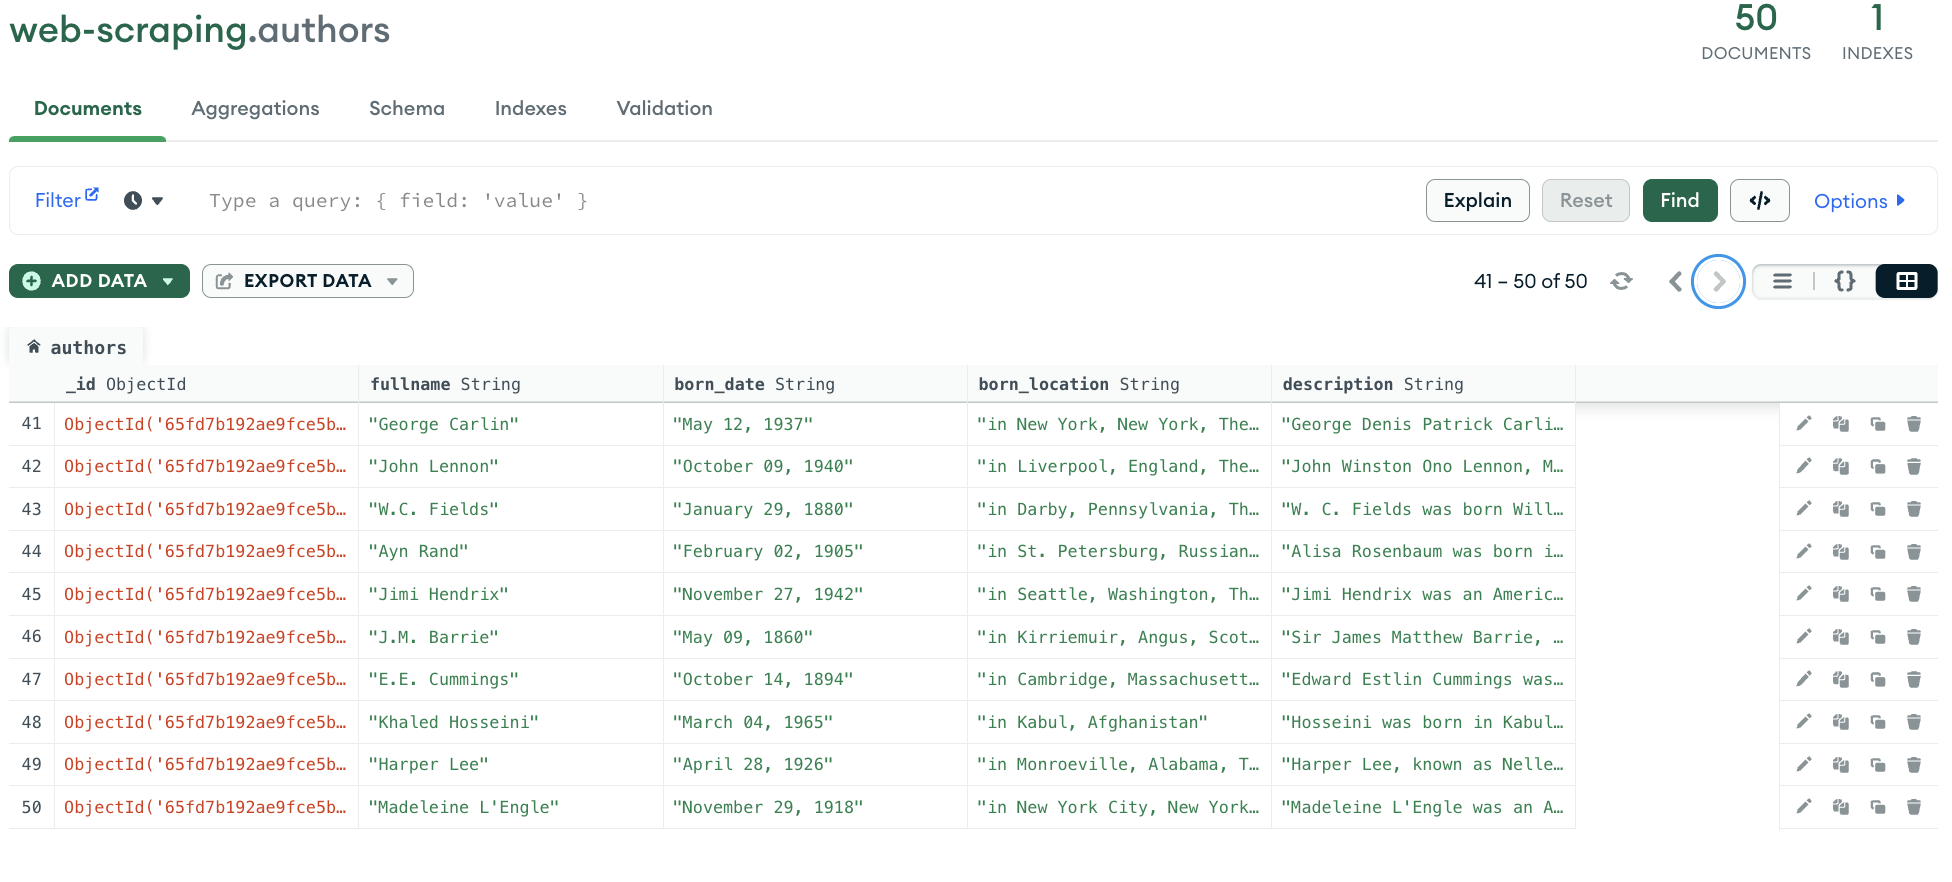 web-scraping.authors
50 1
DOCUMENTS INDEXES
Documents Aggregations Schema Indexes Validation
Filter Type a query: { field: 'value' } Explain Reset Find </> Options
ADD DATA EXPORT DATA 41 – 50 of 50 {}
authors
_id ObjectId fullname String born_date String born_location String description String
41 ObjectId('65fd7b192ae9fce5b… "George Carlin" "May 12, 1937" "in New York, New York, The… "George Denis Patrick Carli…
42 ObjectId('65fd7b192ae9fce5b… "John Lennon" "October 09, 1940" "in Liverpool, England, The… "John Winston Ono Lennon, M…
43 ObjectId('65fd7b192ae9fce5b… "W.C. Fields" "January 29, 1880" "in Darby, Pennsylvania, Th… "W. C. Fields was born Will…
44 ObjectId('65fd7b192ae9fce5b… "Ayn Rand" "February 02, 1905" "in St. Petersburg, Russian… "Alisa Rosenbaum was born i…
45 ObjectId('65fd7b192ae9fce5b… "Jimi Hendrix" "November 27, 1942" "in Seattle, Washington, Th… "Jimi Hendrix was an Americ…
46 ObjectId('65fd7b192ae9fce5b… "J.M. Barrie" "May 09, 1860" "in Kirriemuir, Angus, Scot… "Sir James Matthew Barrie, …
47 ObjectId('65fd7b192ae9fce5b… "E.E. Cummings" "October 14, 1894" "in Cambridge, Massachusett… "Edward Estlin Cummings was…
48 ObjectId('65fd7b192ae9fce5b… "Khaled Hosseini" "March 04, 1965" "in Kabul, Afghanistan" "Hosseini was born in Kabul…
49 ObjectId('65fd7b192ae9fce5b… "Harper Lee" "April 28, 1926" "in Monroeville, Alabama, T… "Harper Lee, known as Nelle…
50 ObjectId('65fd7b192ae9fce5b… "Madeleine L'Engle" "November 29, 1918" "in New York City, New York… "Madeleine L'Engle was an A…